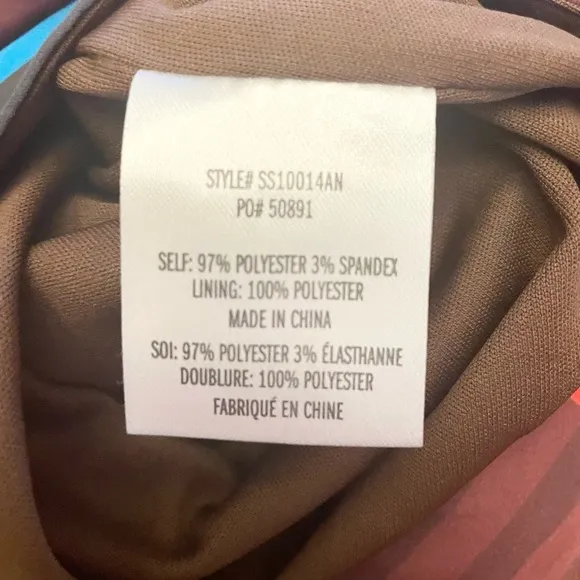 STYLE# SS10014AN
PO# 50891
SELF: 97% POLYESTER 3% SPANDEX
LINING: 100% POLYESTER
MADE IN CHINA
SOI: 97% POLYESTER 3% ÉLASTHANNE
DOUBLURE: 100% POLYESTER
FABRIQUÉ EN CHINE